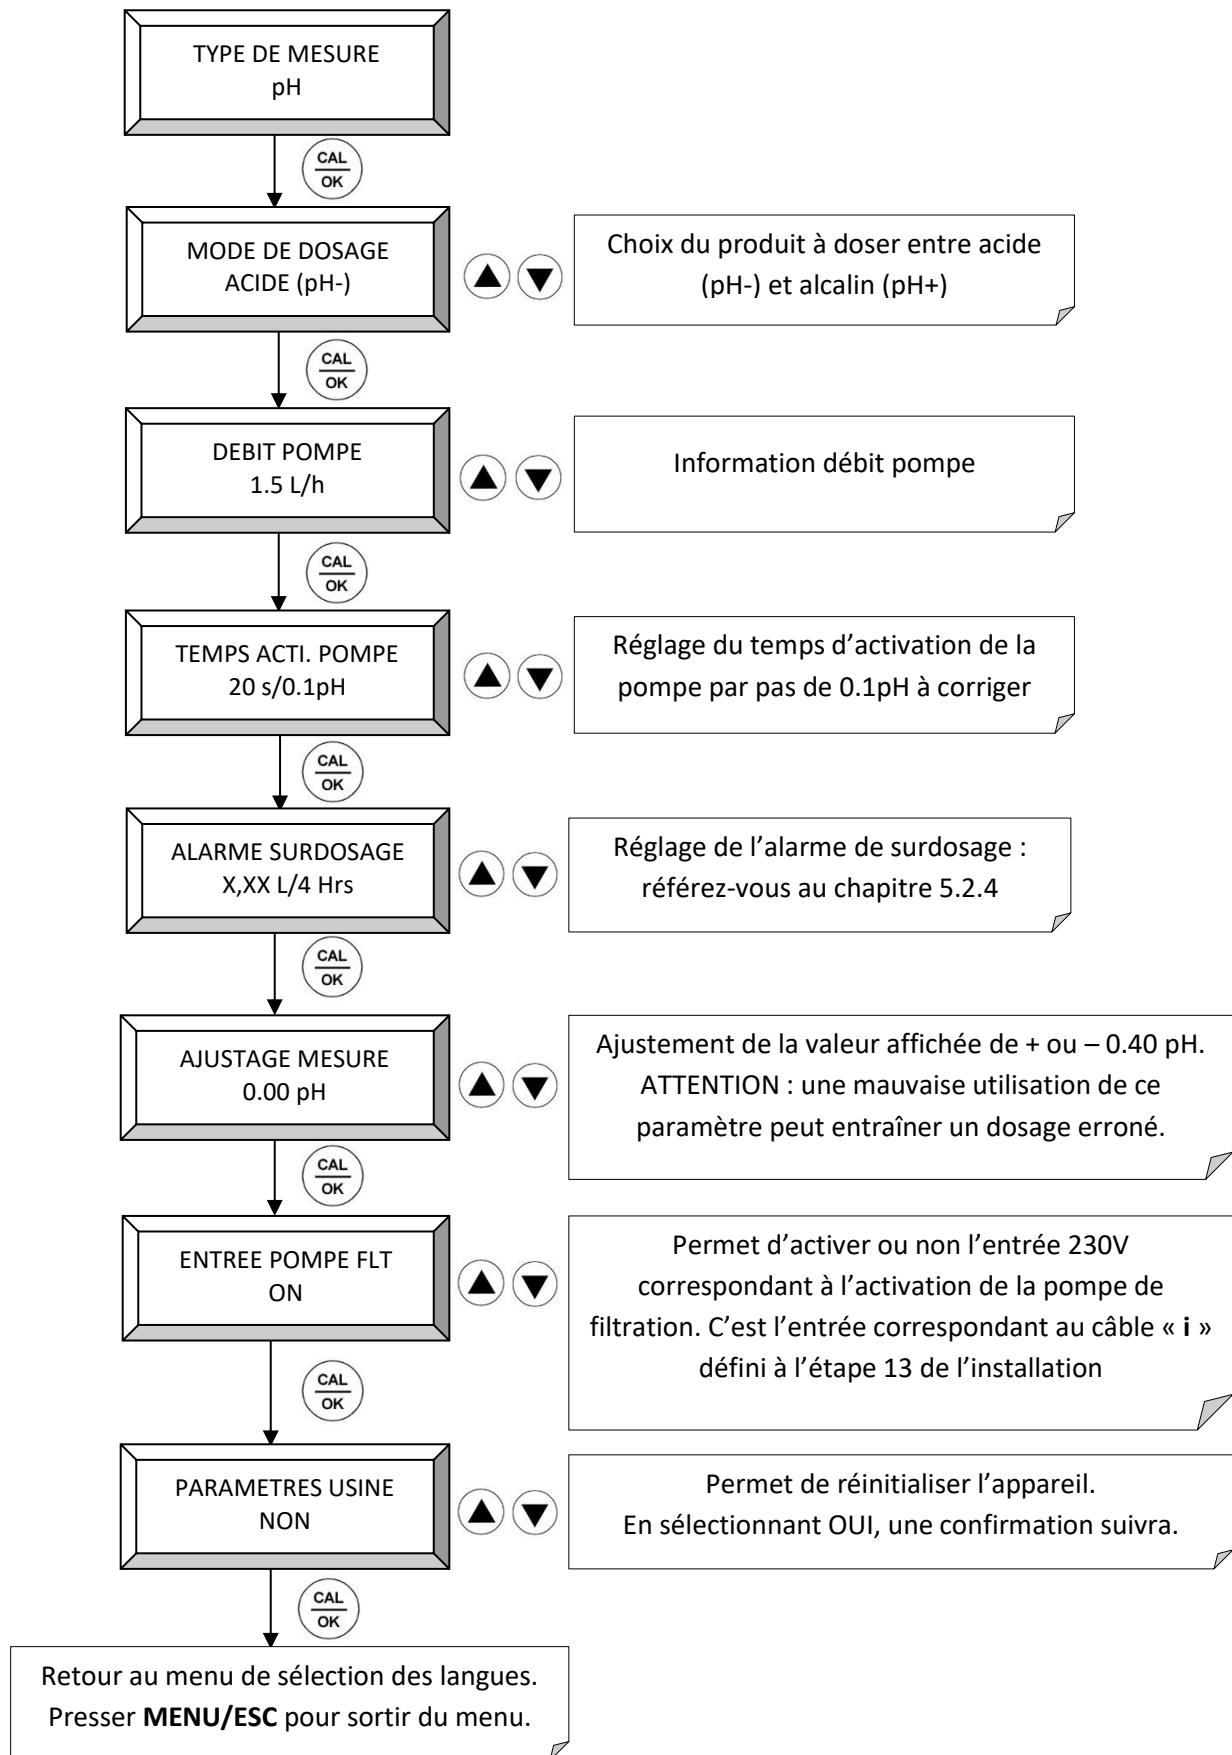 TYPE DE MESURE
pH
CAL
OK
MODE DE DOSAGE
ACIDE (pH-)
Choix du produit à doser entre acide
(pH-) et alcalin (pH+)
CAL
OK
DEBIT POMPE
1.5 L/h
Information débit pompe
CAL
OK
TEMPS ACTI. POMPE
20 s/0.1pH
Réglage du temps d’activation de la
pompe par pas de 0.1pH à corriger
CAL
OK
ALARME SURDOSAGE
X,XX L/4 Hrs
Réglage de l’alarme de surdosage :
référez-vous au chapitre 5.2.4
CAL
OK
AJUSTAGE MESURE
0.00 pH
Ajustement de la valeur affichée de + ou – 0.40 pH.
ATTENTION : une mauvaise utilisation de ce
paramètre peut entraîner un dosage erroné.
CAL
OK
ENTREE POMPE FLT
ON
Permet d’activer ou non l’entrée 230V
correspondant à l’activation de la pompe de
filtration. C’est l’entrée correspondant au câble « i »
défini à l’étape 13 de l’installation
CAL
OK
PARAMETRES USINE
NON
Permet de réinitialiser l’appareil.
En sélectionnant OUI, une confirmation suivra.
CAL
OK
Retour au menu de sélection des langues.
Presser MENU/ESC pour sortir du menu.